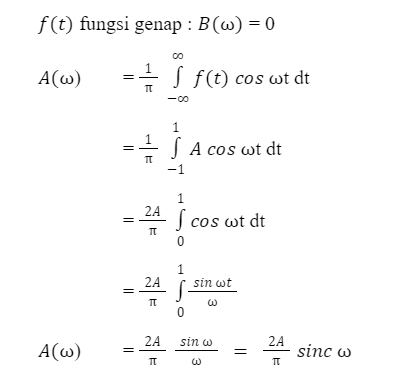 f(t) fungsi genap : B(ω) = 0
A(ω) = 1/π ∫_{−∞}^{∞} f(t) cos ωt dt
= 1/π ∫_{−1}^{1} A cos ωt dt
= 2A/π ∫_{0}^{1} cos ωt dt
= 2A/π ∫_{0}^{1} sin ωt/ω
A(ω) = 2A/π sin ω/ω = 2A/π sinc ω